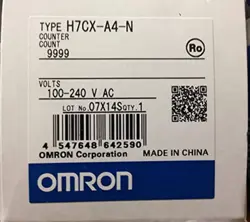 TYPE H7CX-A4-N
COUNTER
COUNT
9999
Ro
VOLTS
100-240 V AC
LOT No. 07X14S QTY. 1
4 547648 642590
OMRON Corporation
MADE IN CHINA
OMRON